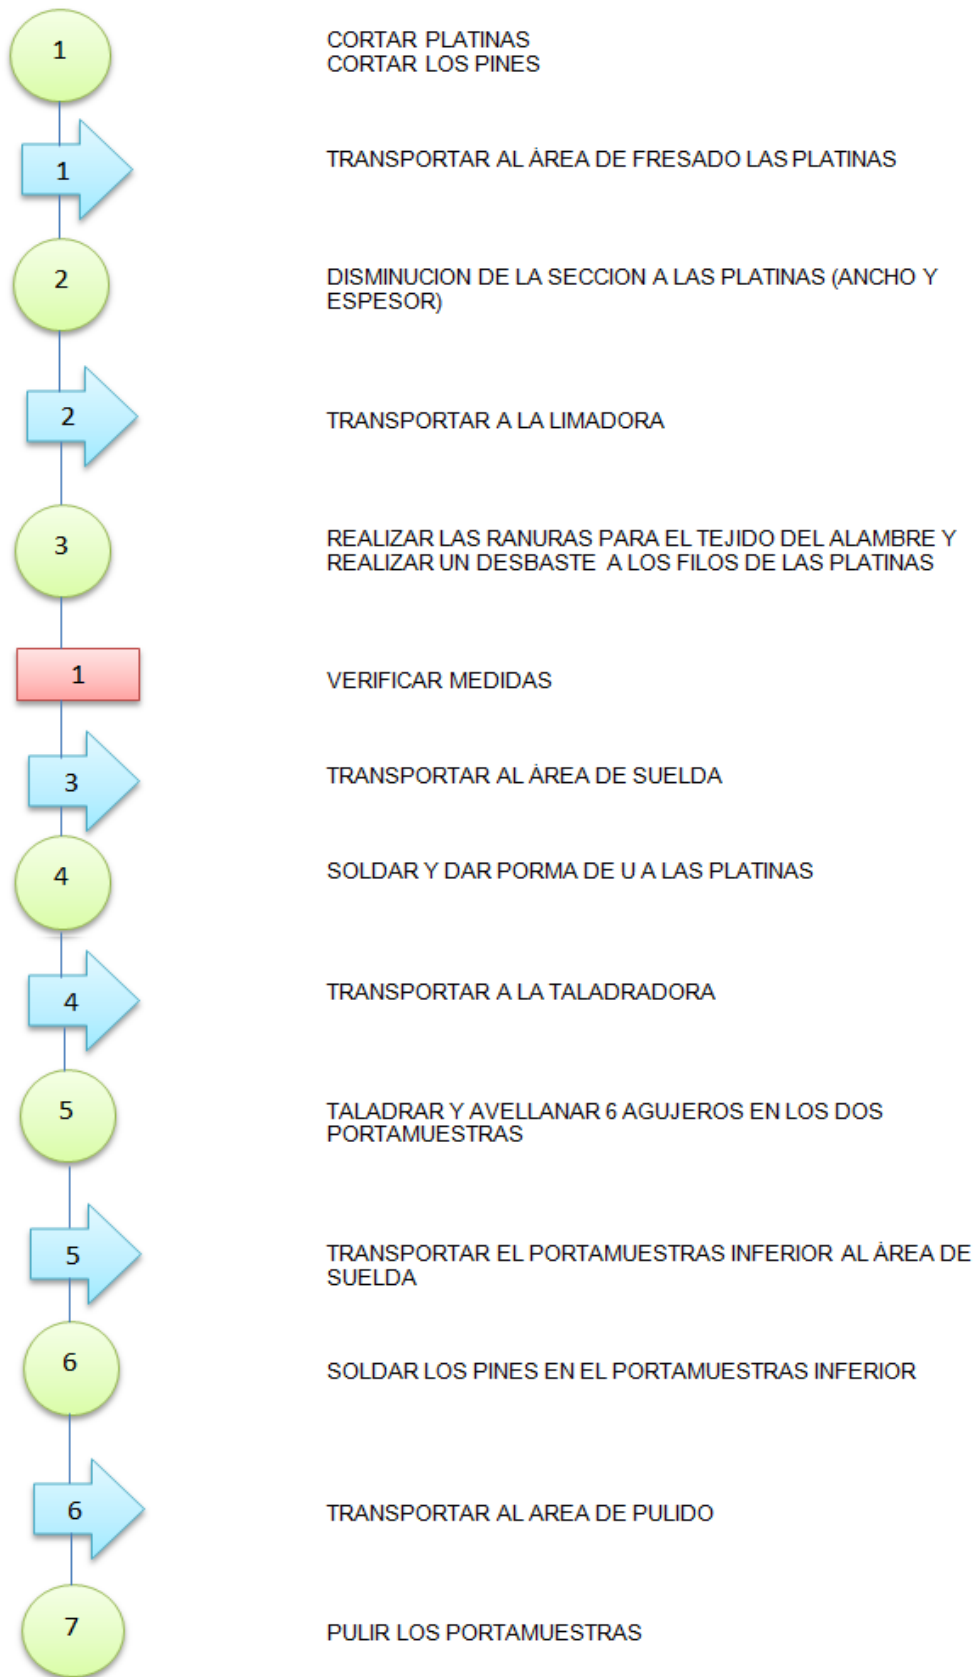 1
CORTAR PLATINAS
CORTAR LOS PINES
1
TRANSPORTAR AL ÁREA DE FRESADO LAS PLATINAS
2
DISMINUCION DE LA SECCION A LAS PLATINAS (ANCHO Y
ESPESOR)
2
TRANSPORTAR A LA LIMADORA
3
REALIZAR LAS RANURAS PARA EL TEJIDO DEL ALAMBRE Y
REALIZAR UN DESBASTE A LOS FILOS DE LAS PLATINAS
1
VERIFICAR MEDIDAS
3
TRANSPORTAR AL ÁREA DE SUELDA
4
SOLDAR Y DAR PORMA DE U A LAS PLATINAS
4
TRANSPORTAR A LA TALADRADORA
5
TALADRAR Y AVELLANAR 6 AGUJEROS EN LOS DOS
PORTAMUESTRAS
5
TRANSPORTAR EL PORTAMUESTRAS INFERIOR AL ÁREA DE
SUELDA
6
SOLDAR LOS PINES EN EL PORTAMUESTRAS INFERIOR
6
TRANSPORTAR AL AREA DE PULIDO
7
PULIR LOS PORTAMUESTRAS